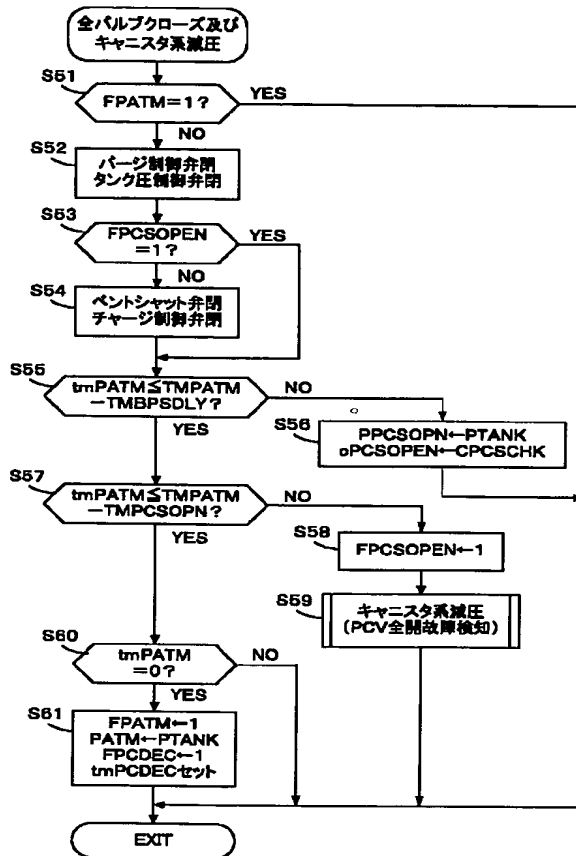 全バルブクローズ及び
キャニスタ系減圧
S51
FPATM=1?
YES
NO
S52
パージ制御弁閉
タンク圧制御弁閉
S53
FPCSOPEN
=1?
YES
NO
S54
ベントシャット弁閉
チャージ制御弁閉
S55
tmPATM≦TMPATM
−TMBPSDLY?
NO
YES
S56
PPCSOPN←PTANK
cPCSOPEN←CPCSCHK
S57
tmPATM≦TMPATM
−TMPCSOPN?
NO
YES
S58
FPCSOPEN←1
S59
キャニスタ系減圧
(PCV全開故障検知)
S60
tmPATM
=0?
NO
YES
S61
FPATM←1
PATM←PTANK
FPCDEC←1
tmPCDECセット
EXIT